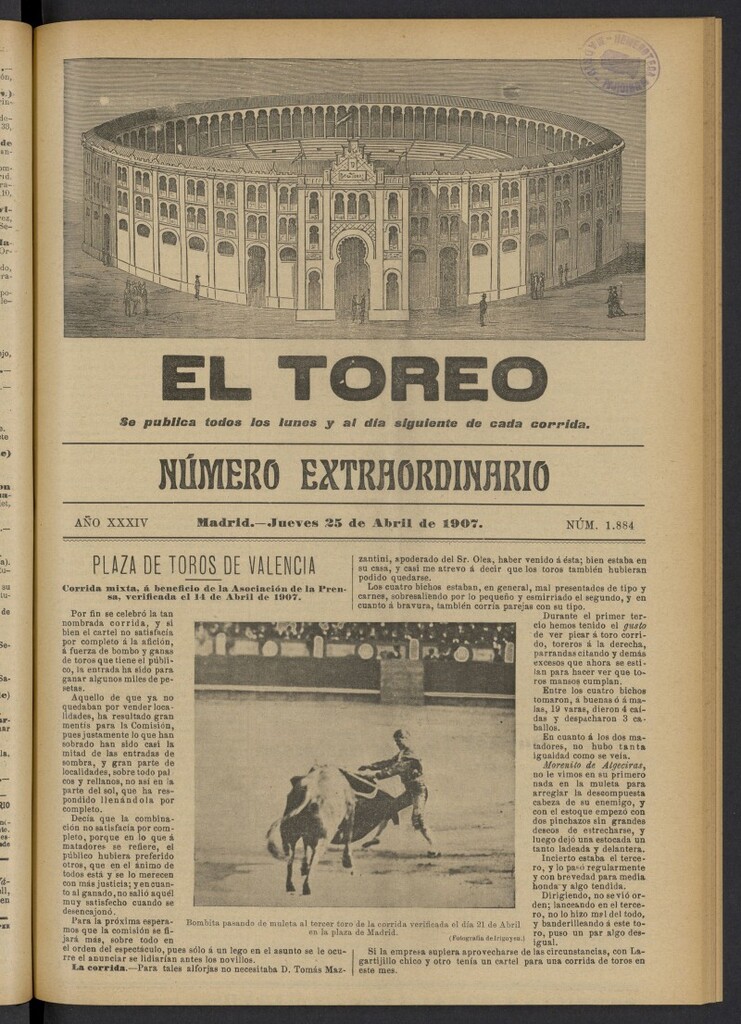 EL TOREO
Se publica todos los lunes y al día siguiente de cada corrida.
NÚMERO EXTRAORDINARIO
AÑO XXXIV
Madrid.—Jueves 25 de Abril de 1907.
NÚM. 1.884
PLAZA DE TOROS DE VALENCIA
Corrida mixta, á beneficio de la Asociación de la Pren-
sa, verificada el 14 de Abril de 1907.
Por fin se celebró la tan
nombrada corrida, y si
bien el cartel no satisfacía
por completo á la afición,
á fuerza de bombo y ganas
de toros que tiene el públi-
co, la entrada ha sido para
ganar algunos miles de pe-
setas.
Aquello de que ya no
quedaban por vender loca-
lidades, ha resultado gran
mentís para la Comisión,
pues justamente lo que han
sobrado han sido casi la
mitad de las entradas de
sombra, y gran parte de
localidades, sobre todo pal
cos y rellanos, no así en la
parte del sol, que ha res-
pondido llenándola por
completo.
Decía que la combina-
ción no satisfacía por com-
pleto, porque en lo que á
matadores se refiere, el
público hubiera preferido
otros, que en el ánimo de
todos está y se lo merecen
con más justicia; y en cuan-
to al ganado, no salió aquél
muy satisfecho cuando se
desencajonó.
Para la próxima espera-
mos que la comisión se fi-
jará más, sobre todo en
el orden del espectáculo, pues sólo á un lego en el asunto se le ocu-
rre el anunciar se lidiarían antes los novillos.
La corrida.—Para tales alforjas no necesitaba D. Tomás Maz-
zantini, apoderado del Sr. Olea, haber venido á ésta; bien estaba en
su casa, y casi me atrevo á decir que los toros también hubieran
podido quedarse.
Los cuatro bichos estaban, en general, mal presentados de tipo y
carnes, sobresaliendo por lo pequeño y esmirriado el segundo, y en
cuanto á bravura, también corría parejas con su tipo.
Durante el primer ter-
cio hemos tenido el gusto
de ver picar á toro corri-
do, toreros á la derecha,
parrandas citando y demás
excesos que ahora se esti-
lan para hacer ver que to-
ros mansos cumplan.
Entre los cuatro bichos
tomaron, á buenas ó á ma-
las, 19 varas, dieron 4 caí-
das y despacharon 3 ca-
ballos.
En cuanto á los dos ma-
tadores, no hubo tanta
igualdad como se veía.
Morenito de Algeciras,
no le vimos en su primero
nada en la muleta para
arreglar la descompuesta
cabeza de su enemigo, y
con el estoque empezó con
dos pinchazos sin grandes
deseos de estrecharse, y
luego dejó una estocada un
tanto ladeada y delantera.
Incierto estaba el terce-
ro, y lo pasó regularmente
y con brevedad para media
honda y algo tendida.
Dirigiendo, no se vió or-
den; lanceando en el terce-
ro, no lo hizo mal del todo,
y banderilleando á este to-
ro, puso un par algo des-
igual.
Si la empresa supiera aprovecharse de las circunstancias, con La-
gartijillo chico y otro tenía un cartel para una corrida de toros en
este mes.
Bombita pasando de muleta al tercer toro de la corrida verificada el día 21 de Abril
en la plaza de Madrid.
(Fotografía de Irigoyen.)